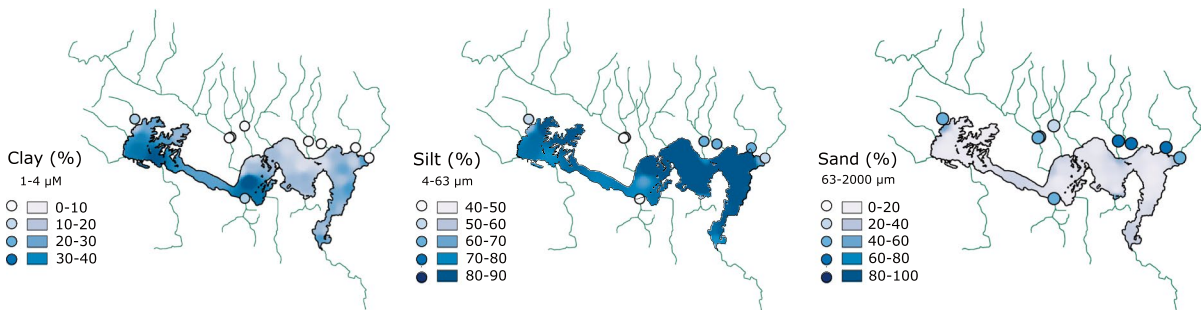 Clay (%)
1-4 µM
0-10
10-20
20-30
30-40
Silt (%)
4-63 µm
40-50
50-60
60-70
70-80
80-90
Sand (%)
63-2000 µm
0-20
20-40
40-60
60-80
80-100